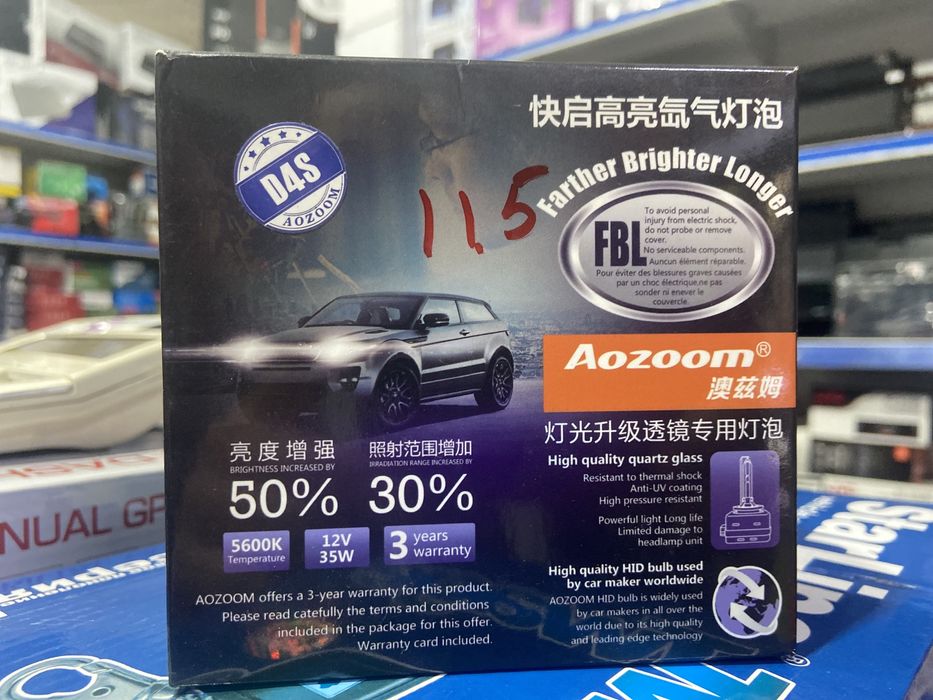 快启高亮氙气灯泡
Farther Brighter Longer
D4S
AOZOOM
11.5
FBL
To avoid personal
injury from electric shock,
do not probe or remove
cover.
No serviceable components.
Auncun élément réparable.
Pour éviter des blessures graves causées
par un choc électrique,ne pas
sonder ni enever le
couvercle.
Aozoom®
澳兹姆
灯光升级透镜专用灯泡
亮度增强
BRIGHTNESS INCREASED BY
50%
照射范围增加
IRRADIATION RANGE INCREASED BY
30%
5600K
Temperature
12V
35W
3 years
warranty
High quality quartz glass
Resistant to thermal shock
Anti-UV coating
High pressure resistant
Powerful light Long life
Limited damage to
headlamp unit
High quality HID bulb used
by car maker worldwide
AOZOOM HID bulb is widely used
by car makers in all over the
world due to its high quality
and leading edge technology
AOZOOM offers a 3-year warranty for this product.
Please read catefully the terms and conditions
included in the package for this offer.
Warranty card included.
NUAL GP
StarLine